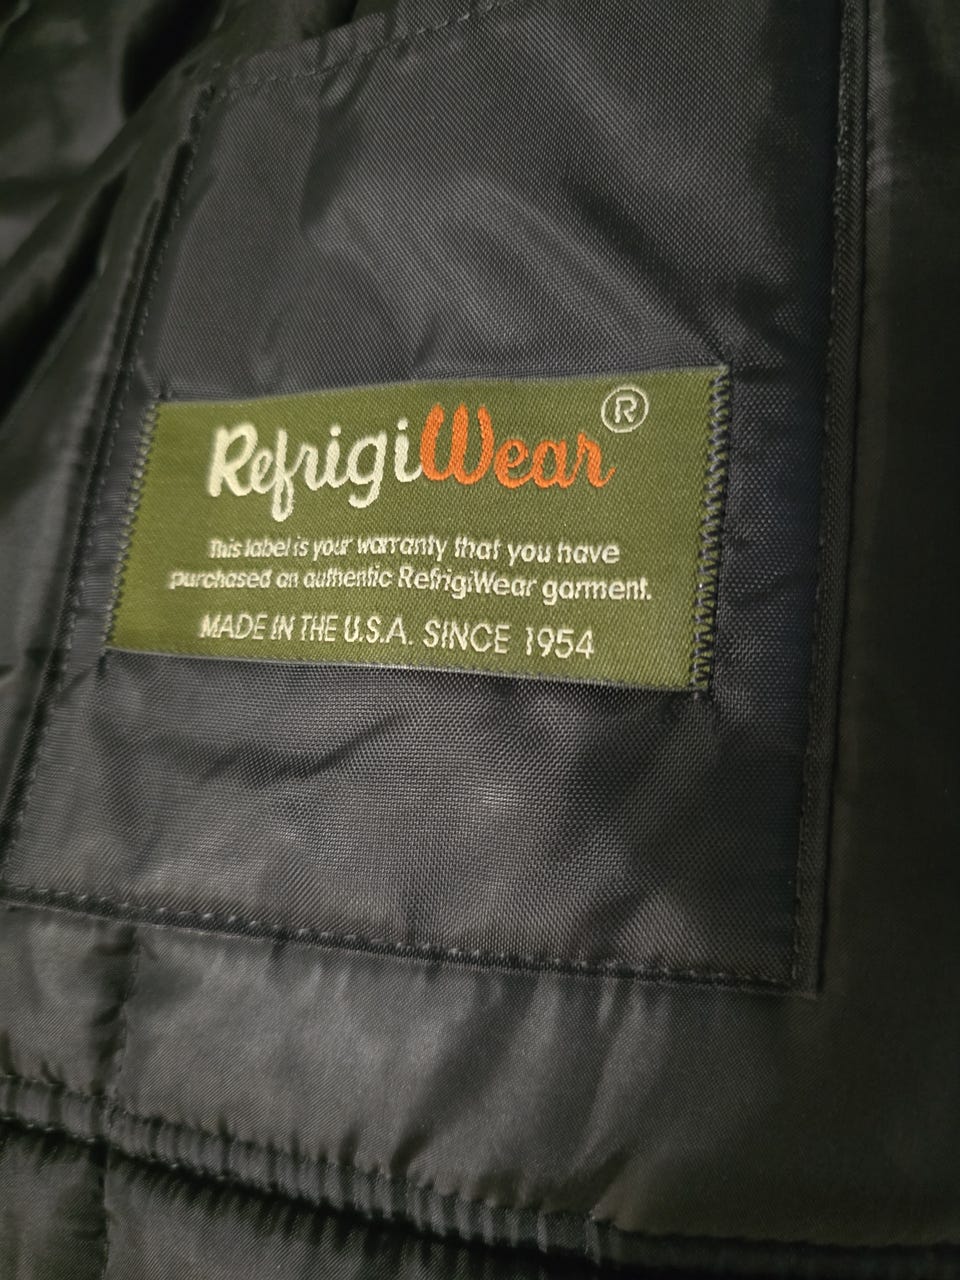 RefrigiWear®
This label is your warranty that you have
purchased an authentic RefrigiWear garment.
MADE IN THE U.S.A. SINCE 1954